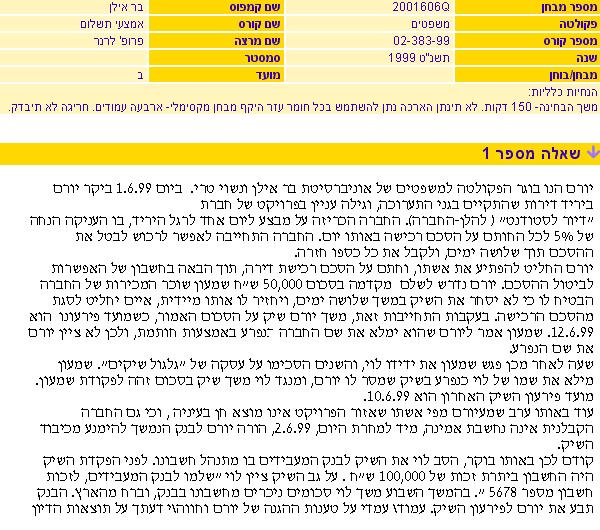 מספר מבחן 2001606Q שם קמפוס בר אילן
פקולטה משפטים שם קורס אמצעי תשלום
מספר קורס 02-383-99 שם מרצה פרופ' לרנר
שנה תשנ"ט 1999 סמסטר
מבחן/בוחן מועד ב
הנחיות כלליות:
משך הבחינה- 150 דקות. לא תינתן הארכה נתן להשתמש בכל חומר עזר היקף מבחן מקסימלי- ארבעה עמודים. חריגה לא תיבדק.
שאלה מספר 1
יורם הנו בוגר הפקולטה למשפטים של אוניברסיטת בר אילן ונשוי טרי. ביום 1.6.99 ביקר יורם
ביריד דירות שהתקיים בגני התערוכה, וגילה עניין בפרויקט של חברת
"דיור לסטודנט" ( להלן-החברה). החברה הכריזה על מבצע ליום אחד לרגל היריד, בו העניקה הנחה
של 5% לכל החותם על הסכם רכישה באותו יום. החברה התחייבה לאפשר לרוכש לבטל את
ההסכם תוך שלושה ימים, ולקבל את כל כספו חזרה.
יורם החליט להפתיע את אשתו, וחתם על הסכם רכישת דירה, תוך הבאה בחשבון של האפשרות
לביטול ההסכם. יורם נדרש לשלם מקדמה בסכום 50,000 ש"ח שמעון שוכר המכירות של החברה
הבטיח לו כי לא יסחר את השיק במשך שלושה ימים, ויחזיר לו אותו מיידית, איים יחליט לסגת
מהסכם הרכישה. בעקבות התחייבות זאת, משך יורם שיק על הסכום האמור, כשמועד פירעונו הוא
12.6.99. שמעון אמר ליורם שהוא ימלא את שם החברה כנפרע באמצעות חותמת, ולכן לא ציין יורם
את שם הנפרע.
שעה לאחר מכן פגש שמעון את ידידו לוי, והשנים הסכימו על עסקה של "גלגול שיקים". שמעון
מילא את שמו של לוי כנפרע בשיק שמסר לו יורם, ומנגד לוי משך שיק בסכום זהה לפקודת שמעון.
מועד פירעון השיק האחרון הוא 10.6.99.
עוד באותו ערב שמעיורם מפי אשתו שאזור הפרויקט אינו מוצא חן בעיניה , וכי גם החברה
הקבלנית אינה נחשבת אמינה, מיד למחרת היום, 2.6.99, הורה יורם לבנק הנמשך להימנע מכיבוד
השיק.
קודם לכן באותו בוקר, הסב לוי את השיק לבנק המעבידים בו מתנהל חשבונו. לפני הפקדת השיק
היה החשבון ביתרת זכות של 100,000 ש"ח . על גב השיק ציין לוי "שלמו לבנק המעבידים, לזכות
חשבון מספר 5678 ". בהמשך השבוע משך לוי סכומים ניכרים מחשבונו בבנק, וברח מהארץ. הבנק
תבע את יורם לפירעון השיק. עמוד/ עמדי על טענות ההגנה של יורם וחווה/י דעתך על תוצאות הדיון